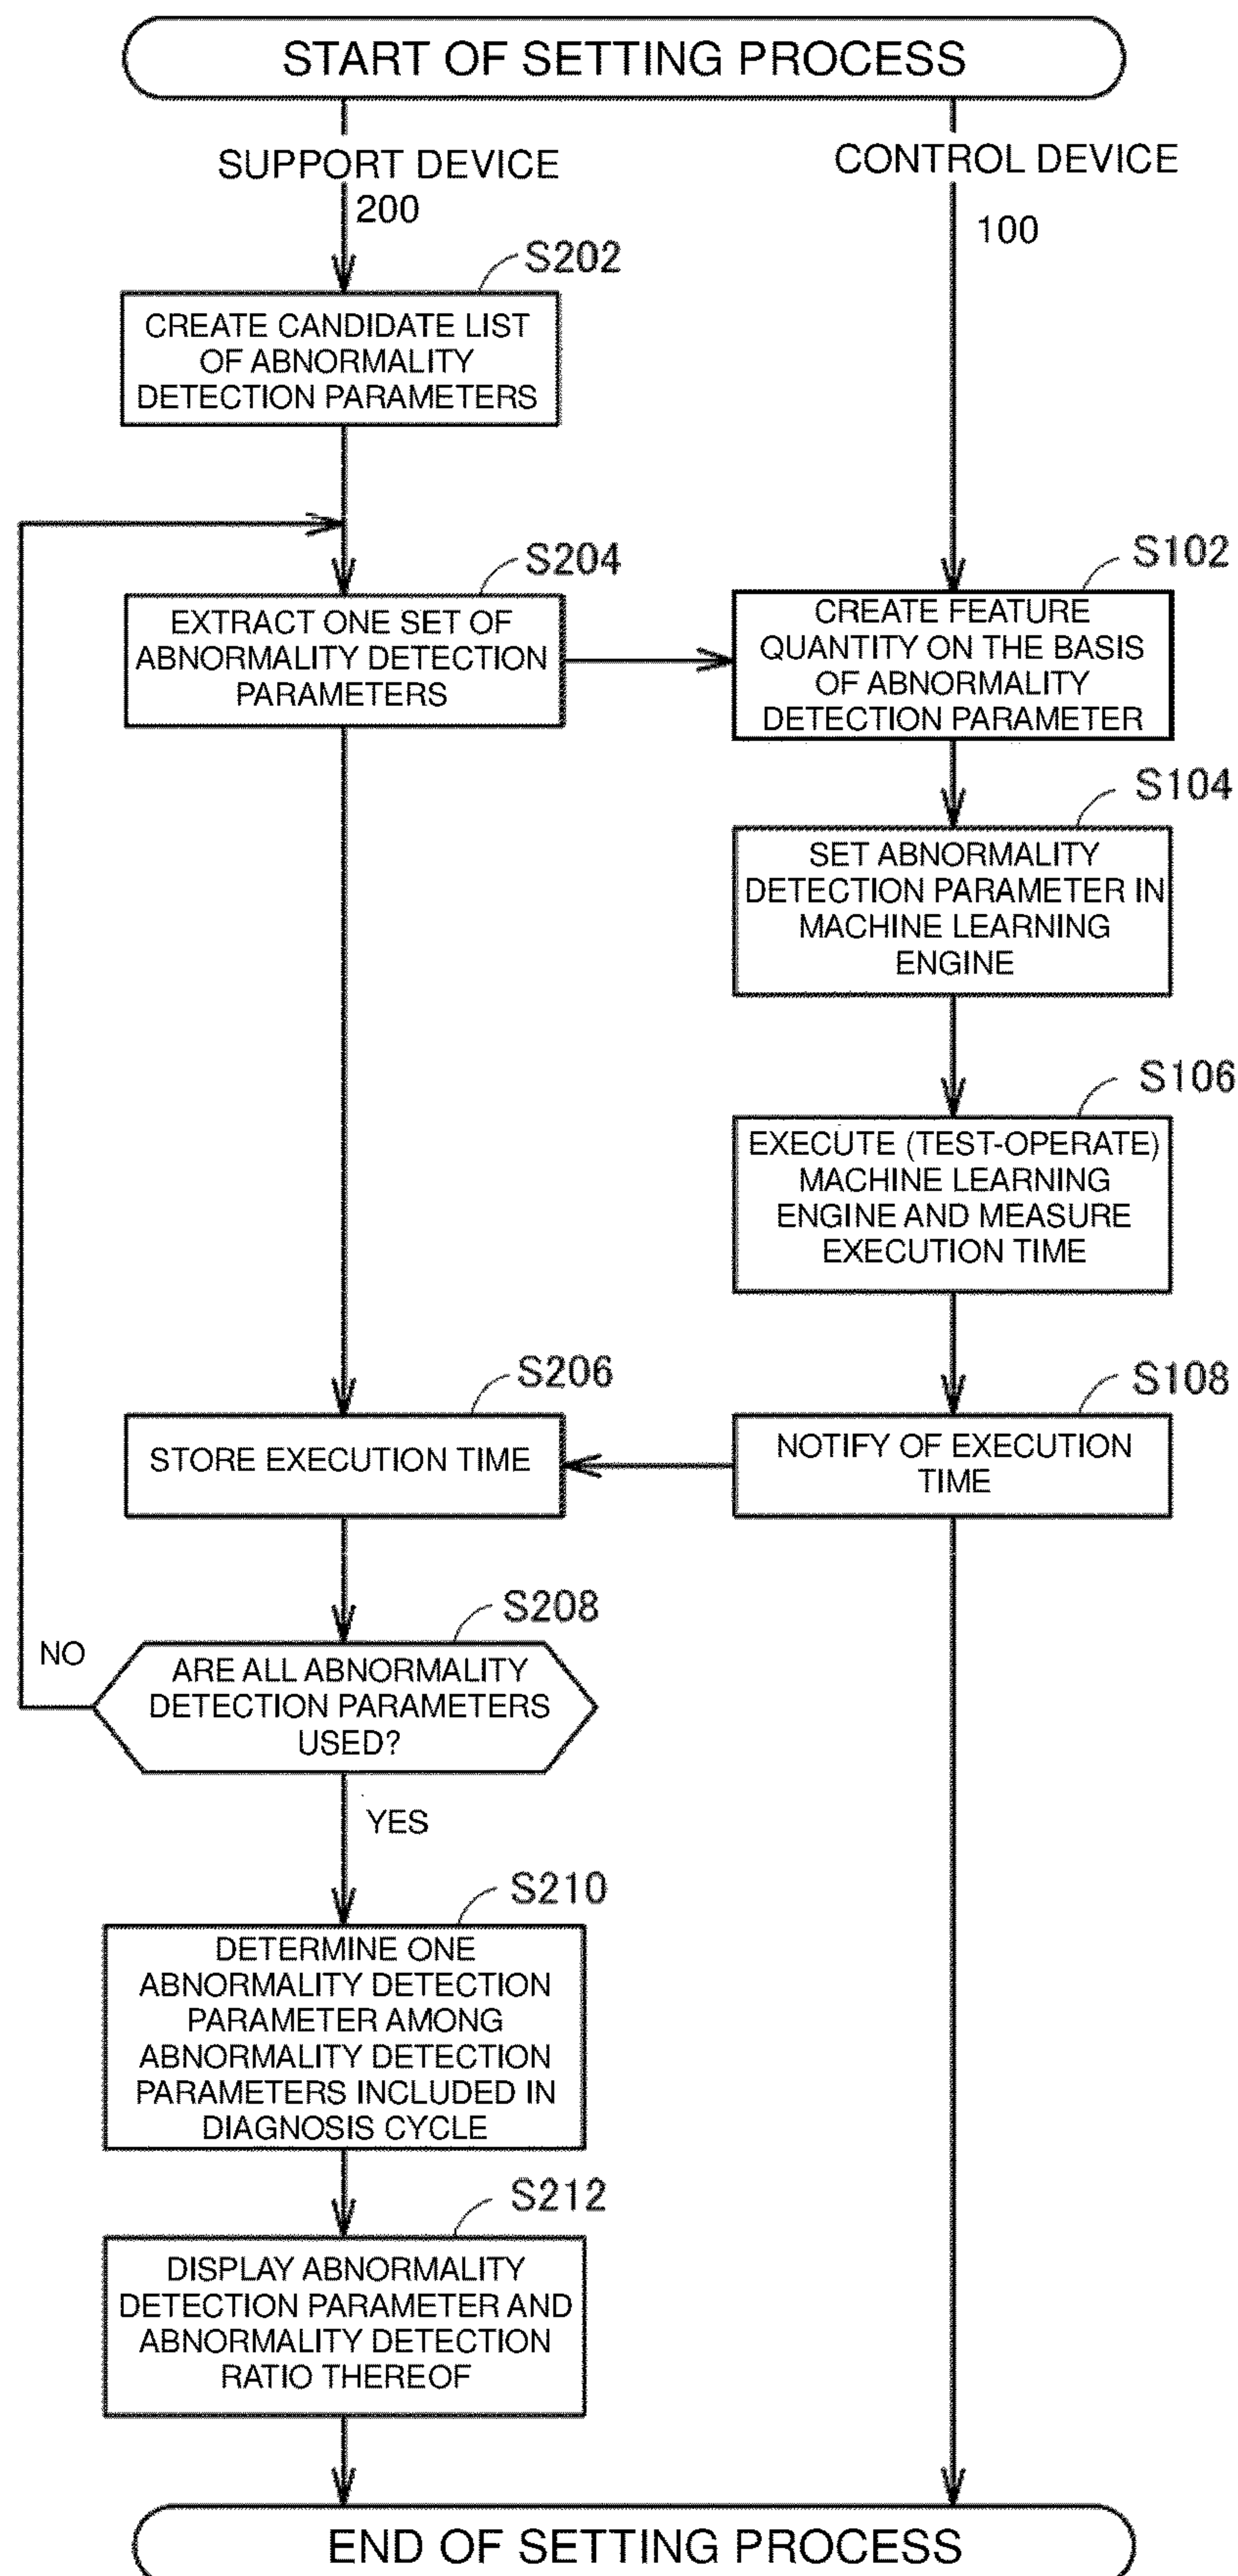 START OF SETTING PROCESS
SUPPORT DEVICE
200
CONTROL DEVICE
100
S202
CREATE CANDIDATE LIST
OF ABNORMALITY
DETECTION PARAMETERS
S204
EXTRACT ONE SET OF
ABNORMALITY DETECTION
PARAMETERS
S102
CREATE FEATURE
QUANTITY ON THE BASIS
OF ABNORMALITY
DETECTION PARAMETER
S104
SET ABNORMALITY
DETECTION PARAMETER IN
MACHINE LEARNING
ENGINE
S106
EXECUTE (TEST-OPERATE)
MACHINE LEARNING
ENGINE AND MEASURE
EXECUTION TIME
S206
STORE EXECUTION TIME
S108
NOTIFY OF EXECUTION
TIME
S208
NO
ARE ALL ABNORMALITY
DETECTION PARAMETERS
USED?
YES
S210
DETERMINE ONE
ABNORMALITY DETECTION
PARAMETER AMONG
ABNORMALITY DETECTION
PARAMETERS INCLUDED IN
DIAGNOSIS CYCLE
S212
DISPLAY ABNORMALITY
DETECTION PARAMETER AND
ABNORMALITY DETECTION
RATIO THEREOF
END OF SETTING PROCESS